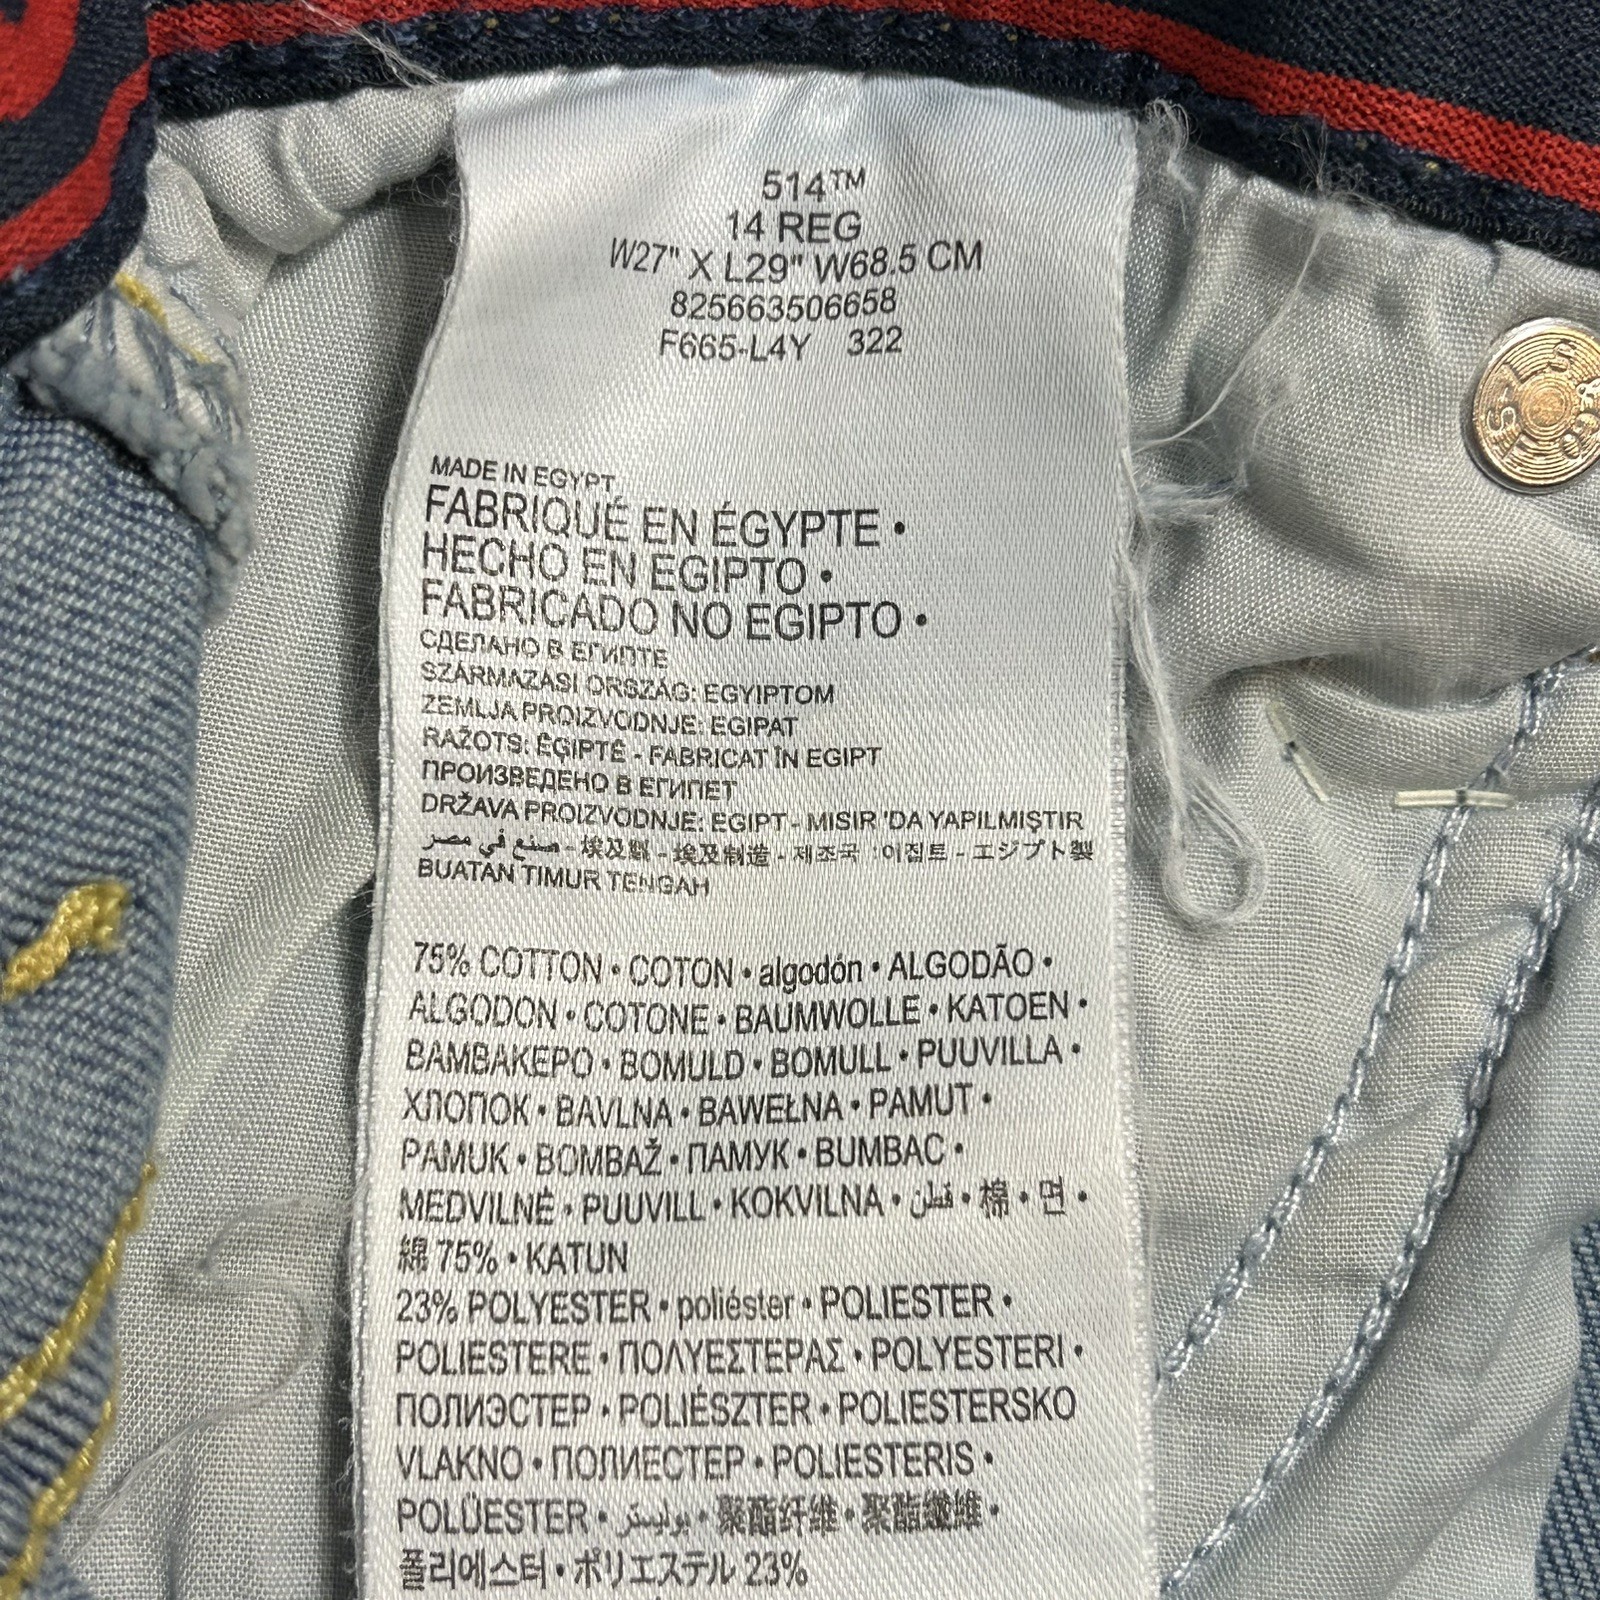 514™
14 REG
W27" X L29" W68.5 CM
825663506658
F665-L4Y 322
MADE IN EGYPT
FABRIQUÉ EN ÉGYPTE •
HECHO EN EGIPTO •
FABRICADO NO EGIPTO •
СДЕЛАНО В ЕГИПТЕ
SZÁRMAZASI ORSZÁG: EGYIPTOM
ZEMLJA PROIZVODNJE: EGIPAT
RAŽOTS: ĒĢIPTĒ - FABRICAT ÎN EGIPT
ПРОИЗВЕДЕНО В ЕГИПЕТ
DRŽAVA PROIZVODNJE: EGIPT - MISIR 'DA YAPILMIŞTIR
صنع في مصر - 埃及製 - 埃及制造 - 제조국 : 이집트 - エジプト製
BUATAN TIMUR TENGAH
75% COTTON • COTON • algodón • ALGODÃO •
ALGODON • COTONE • BAUMWOLLE • KATOEN •
ΒΑΜΒΑΚΕΡΟ • BOMULD • BOMULL • PUUVILLA •
ХЛОПОК • BAVLNA • BAWEŁNA • PAMUT •
PAMUK • BOMBAŽ • ПАМУК • BUMBAC •
MEDVILNĖ • PUUVILL • KOKVILNA • قطن • 棉 • 면 •
綿 75% • KATUN
23% POLYESTER • poliéster • POLIESTER •
POLIESTERE • ΠΟΛΥΕΣΤΕΡΑΣ • POLYESTERI •
ПОЛИЭСТЕР • POLIÉSZTER • POLIESTERSKO
VLAKNO • ПОЛИЕСТЕР • POLIESTERIS •
POLÜESTER • بوليستر • 聚酯纤维 • 聚酯纖維 •
폴리에스터 • ポリエステル 23%